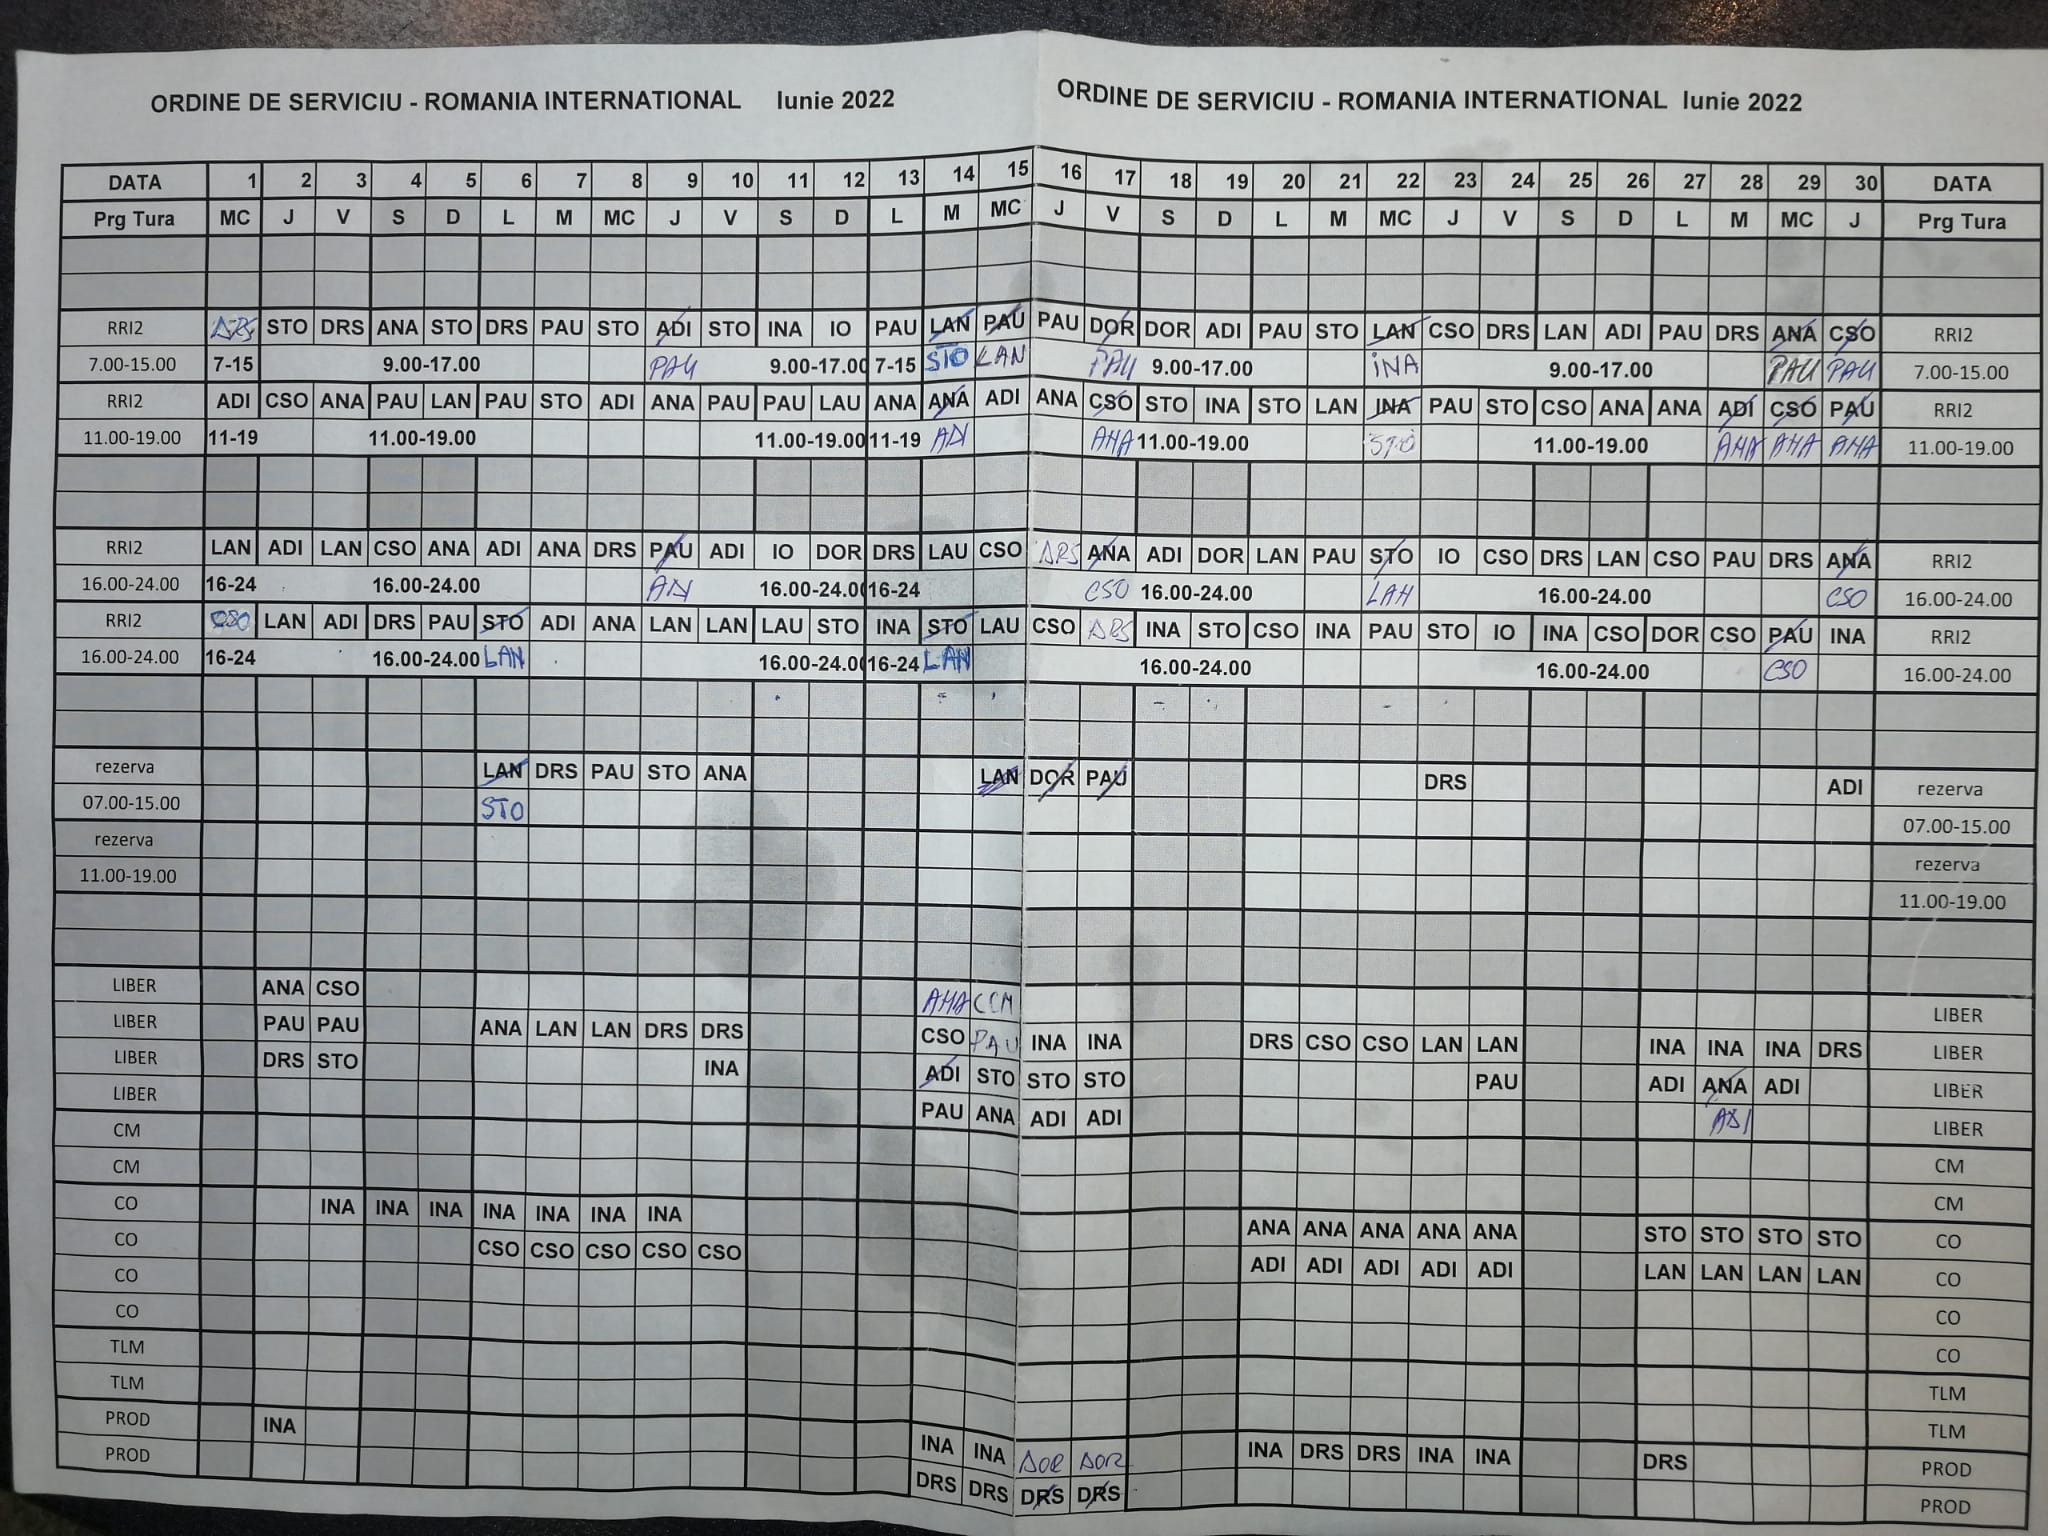 ORDINE DE SERVICIU - ROMANIA INTERNATIONAL Iunie 2022 ORDINE DE SERVICIU - ROMANIA INTERNATIONAL Iunie 2022
DATA 1 2 3 4 5 6 7 8 9 10 11 12 13 14 15 16 17 18 19 20 21 22 23 24 25 26 27 28 29 30 DATA
Prg Tura MC J V S D L M MC J V S D L M MC J V S D L M MC J V S D L M MC J Prg Tura
RRI2 DRS STO DRS ANA STO DRS PAU STO ADI STO INA IO PAU LAN PAU PAU DOR DOR ADI PAU STO LAN CSO DRS LAN ADI PAU DRS ANA CSO RRI2
7.00-15.00 7-15 9.00-17.00 PAU 9.00-17.00 7-15 STO LAN PAU 9.00-17.00 INA 9.00-17.00 PAU PAU 7.00-15.00
RRI2 ADI CSO ANA PAU LAN PAU STO ADI ANA PAU PAU LAU ANA ANA ADI ANA CSO STO INA STO LAN INA PAU STO CSO ANA ANA ADI CSO PAU RRI2
11.00-19.00 11-19 11.00-19.00 11.00-19.00 11-19 ADI ANA 11.00-19.00 STO 11.00-19.00 ANA ANA ANA 11.00-19.00
RRI2 LAN ADI LAN CSO ANA ADI ANA DRS PAU ADI IO DOR DRS LAU CSO DRS ANA ADI DOR LAN PAU STO IO CSO DRS LAN CSO PAU DRS ANA RRI2
16.00-24.00 16-24 16.00-24.00 ADI 16.00-24.00 16-24 CSO 16.00-24.00 LAN 16.00-24.00 CSO 16.00-24.00
RRI2 CSO LAN ADI DRS PAU STO ADI ANA LAN LAN LAU STO INA STO LAU CSO DRS INA STO CSO INA PAU STO IO INA CSO DOR CSO PAU INA RRI2
16.00-24.00 16-24 16.00-24.00 LAN 16.00-24.00 16-24 LAN 16.00-24.00 16.00-24.00 CSO 16.00-24.00
rezerva LAN DRS PAU STO ANA LAN DOR PAU DRS ADI rezerva
07.00-15.00 STO 07.00-15.00
rezerva rezerva
11.00-19.00 11.00-19.00
LIBER ANA CSO ANA CCM LIBER
LIBER PAU PAU ANA LAN LAN DRS DRS CSO PAU INA INA DRS CSO CSO LAN LAN INA INA INA DRS LIBER
LIBER DRS STO INA ADI STO STO STO PAU ADI ANA ADI LIBER
LIBER PAU ANA ADI ADI ADI LIBER
CM CM
CM CM
CO INA INA INA INA INA INA INA ANA ANA ANA ANA ANA STO STO STO STO CO
CO CSO CSO CSO CSO CSO ADI ADI ADI ADI ADI LAN LAN LAN LAN CO
CO CO
CO CO
TLM TLM
TLM TLM
PROD INA INA INA DOR DOR INA DRS DRS INA INA DRS PROD
PROD DRS DRS DRS DRS PROD